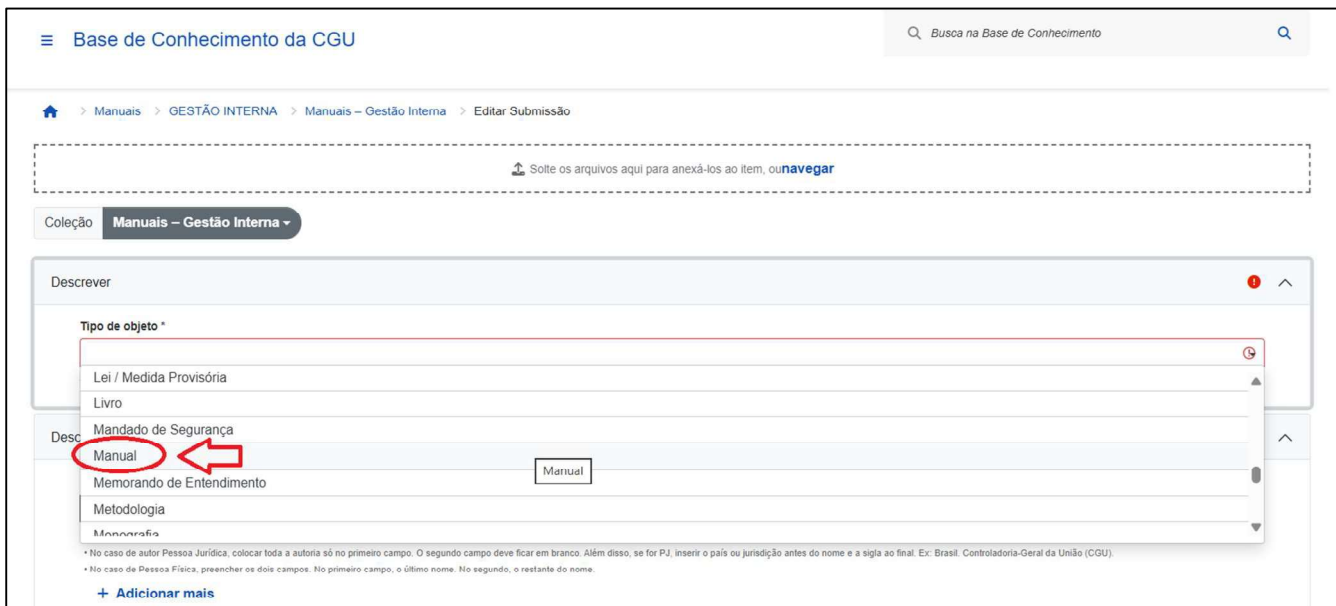 Base de Conhecimento da CGU
Busca na Base de Conhecimento
> Manuais > GESTÃO INTERNA > Manuais – Gestão Interna > Editar Submissão
Solte os arquivos aqui para anexá-los ao item, ounavegar
Coleção Manuais – Gestão Interna
Descrever
Tipo de objeto *
Lei / Medida Provisória
Livro
Mandado de Segurança
Desc
Manual
Manual
Memorando de Entendimento
Metodologia
Monografia
• No caso de autor Pessoa Jurídica, colocar toda a autoria só no primeiro campo. O segundo campo deve ficar em branco. Além disso, se for PJ, inserir o país ou jurisdição antes do nome e a sigla ao final. Ex: Brasil. Controladoria-Geral da União (CGU).
• No caso de Pessoa Física, preencher os dois campos. No primeiro campo, o último nome. No segundo, o restante do nome.
+ Adicionar mais